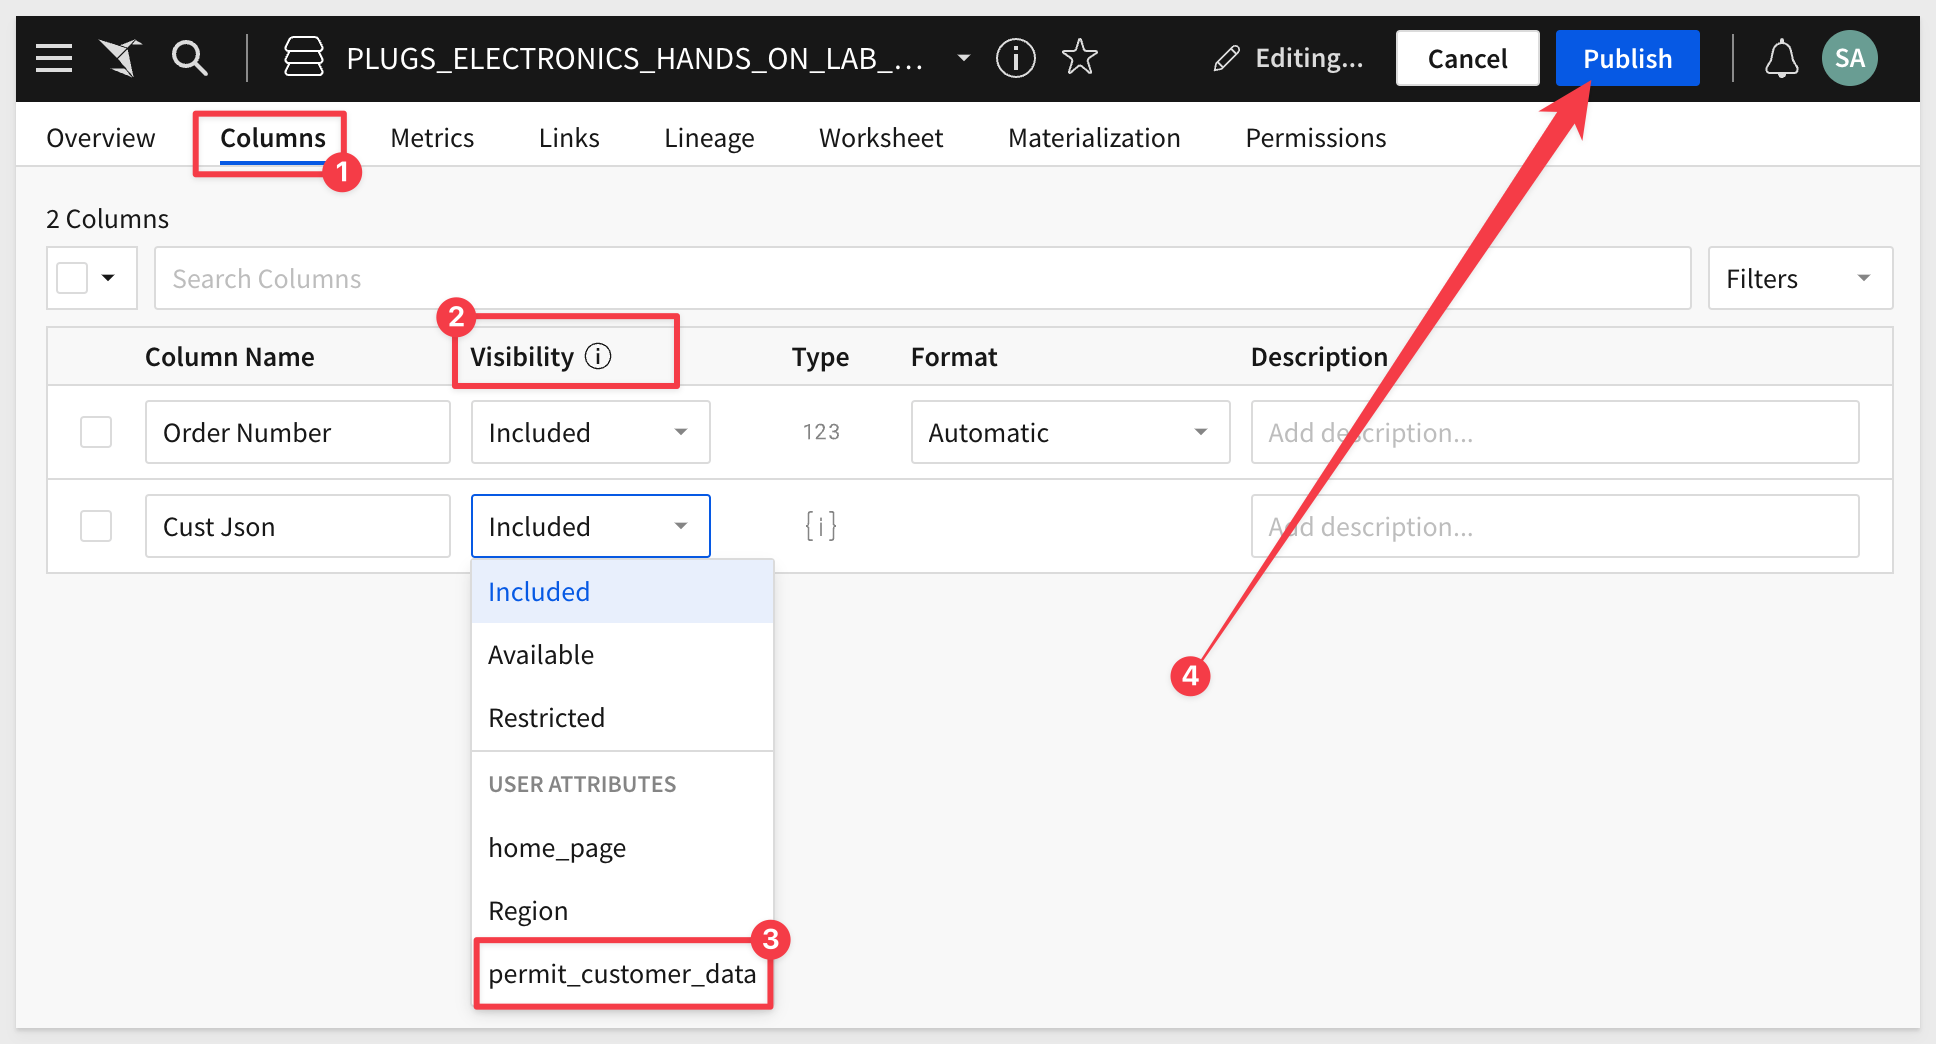 PLUGS_ELECTRONICS_HANDS_ON_LAB_... Editing... Cancel Publish SA
Overview Columns Metrics Links Lineage Worksheet Materialization Permissions
1
2 Columns
Search Columns Filters
2
Column Name Visibility Type Format Description
Order Number Included 123 Automatic Add description...
Cust Json Included {i} Add description...
Included
Available
4
Restricted
USER ATTRIBUTES
home_page
Region
3
permit_customer_data